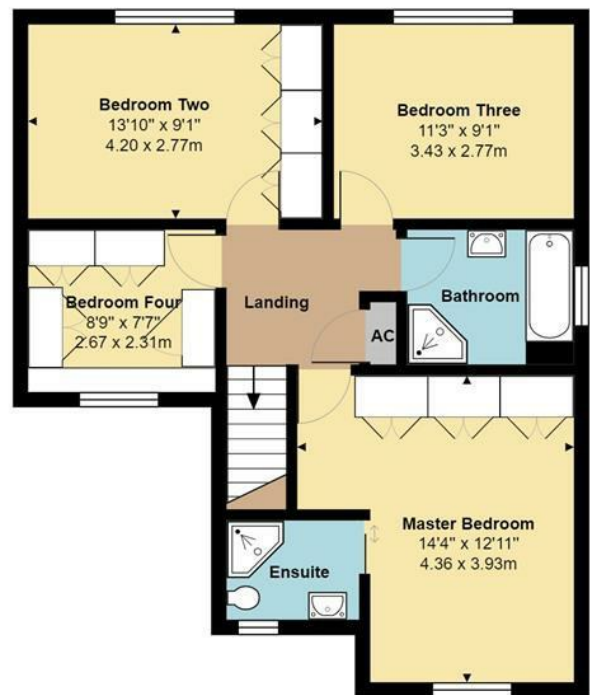 Bedroom Two
13'10" x 9'1"
4.20 x 2.77m
Bedroom Three
11'3" x 9'1"
3.43 x 2.77m
Bedroom Four
8'9" x 7'7"
2.67 x 2.31m
Landing
Bathroom
AC
Master Bedroom
14'4" x 12'11"
4.36 x 3.93m
Ensuite